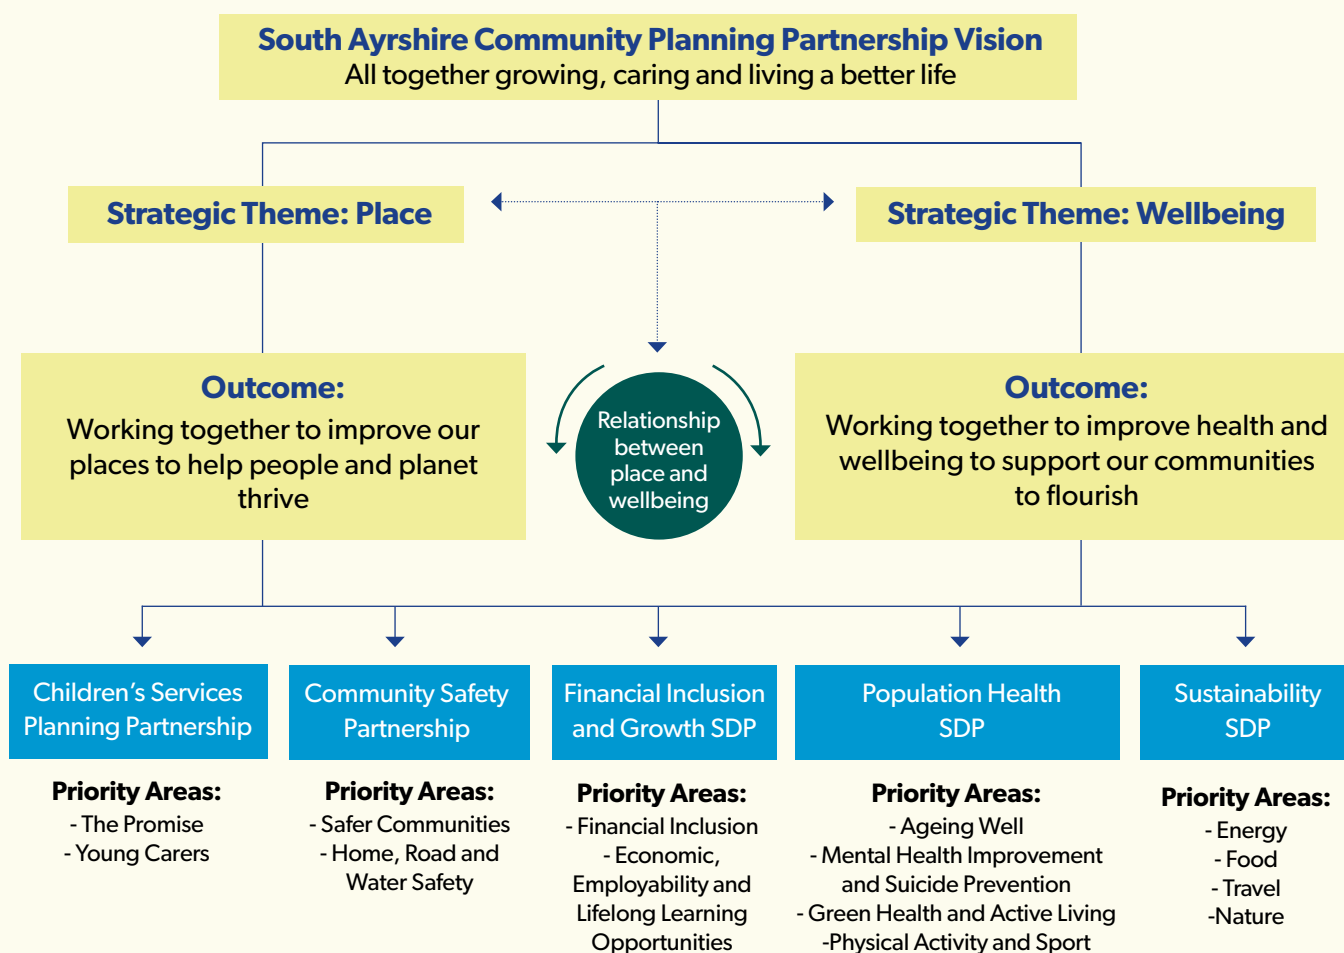 South Ayrshire Community Planning Partnership Vision
All together growing, caring and living a better life
Strategic Theme: Place
Strategic Theme: Wellbeing
Outcome:
Working together to improve our
places to help people and planet
thrive
Relationship
between
place and
wellbeing
Outcome:
Working together to improve health and
wellbeing to support our communities
to flourish
Children’s Services
Planning Partnership
Priority Areas:
- The Promise
- Young Carers
Community Safety
Partnership
Priority Areas:
- Safer Communities
- Home, Road and
Water Safety
Financial Inclusion
and Growth SDP
Priority Areas:
- Financial Inclusion
- Economic,
Employability and
Lifelong Learning
Opportunities
Population Health
SDP
Priority Areas:
- Ageing Well
- Mental Health Improvement
and Suicide Prevention
- Green Health and Active Living
-Physical Activity and Sport
Sustainability
SDP
Priority Areas:
- Energy
- Food
- Travel
-Nature